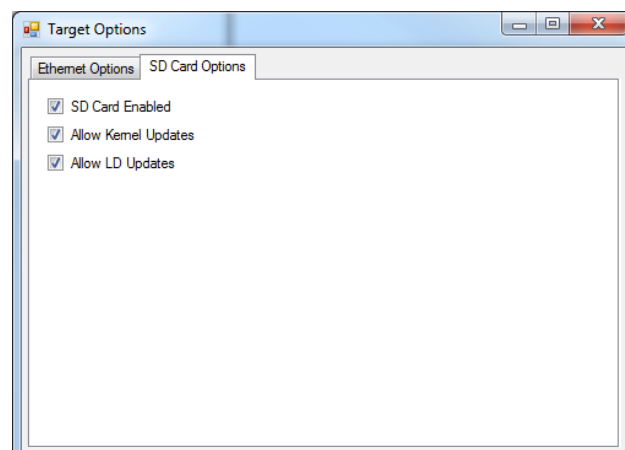 Target Options
Ethernet Options SD Card Options
SD Card Enabled
Allow Kernel Updates
Allow LD Updates